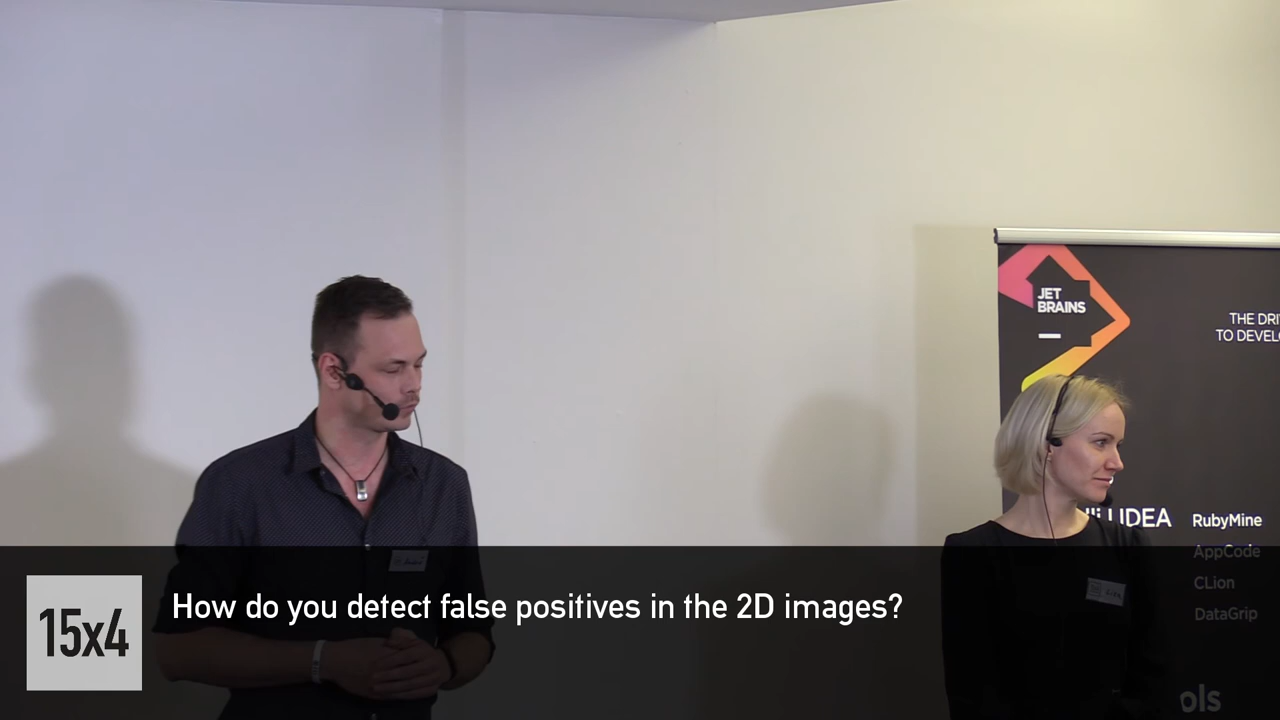 JET
BRAINS
THE DRI
TO DEVEL
IDEA
RubyMine
AppCode
CLion
DataGrip
ols
15x4
How do you detect false positives in the 2D images?